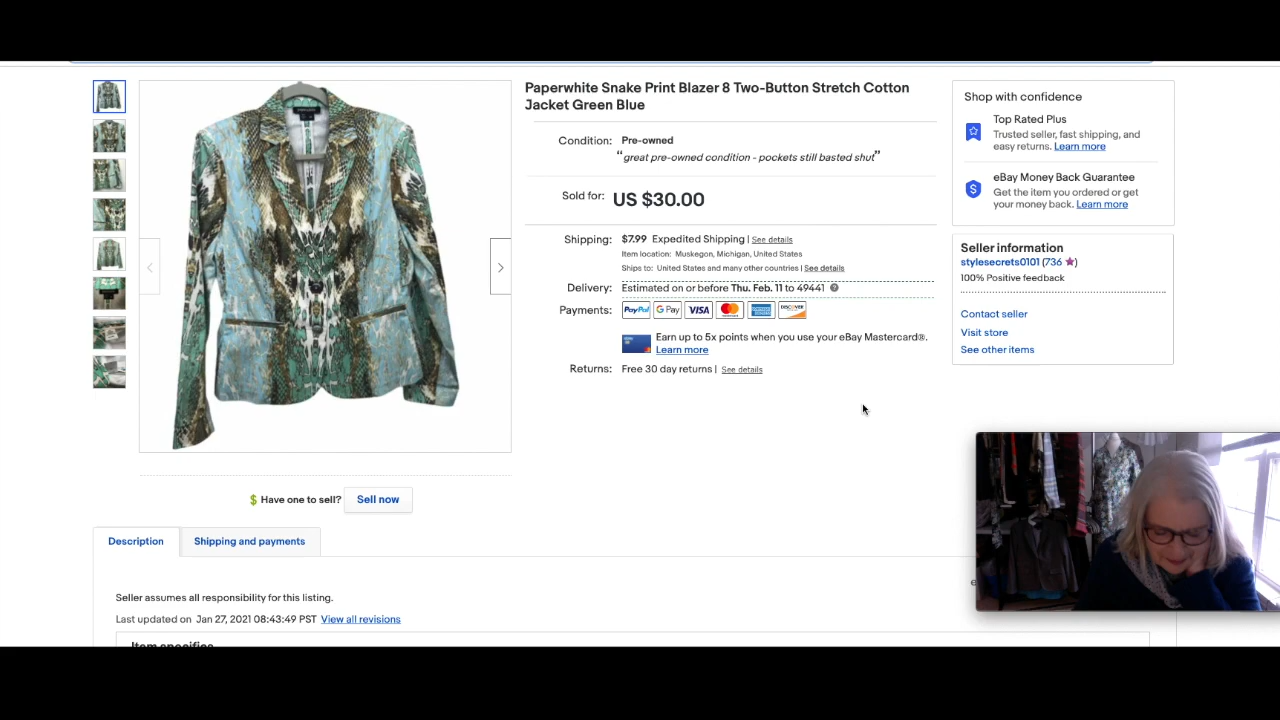 Paperwhite Snake Print Blazer 8 Two-Button Stretch Cotton
Jacket Green Blue
Condition: Pre-owned
“great pre-owned condition - pockets still basted shut”
Sold for: US $30.00
Shipping: $7.99 Expedited Shipping | See details
Item location: Muskegon, Michigan, United States
Ships to: United States and many other countries | See details
Delivery: Estimated on or before Thu. Feb. 11 to 49441
Payments: PayPal G Pay VISA
DISCOVER
Earn up to 5x points when you use your eBay Mastercard®.
Learn more
Returns: Free 30 day returns | See details
Shop with confidence
Top Rated Plus
Trusted seller, fast shipping, and
easy returns. Learn more
eBay Money Back Guarantee
Get the item you ordered or get
your money back. Learn more
Seller information
stylesecrets0101 (736 )
100% Positive feedback
Contact seller
Visit store
See other items
Have one to sell? Sell now
Description
Shipping and payments
Seller assumes all responsibility for this listing.
Last updated on Jan 27, 2021 08:43:49 PST View all revisions
Item specifics